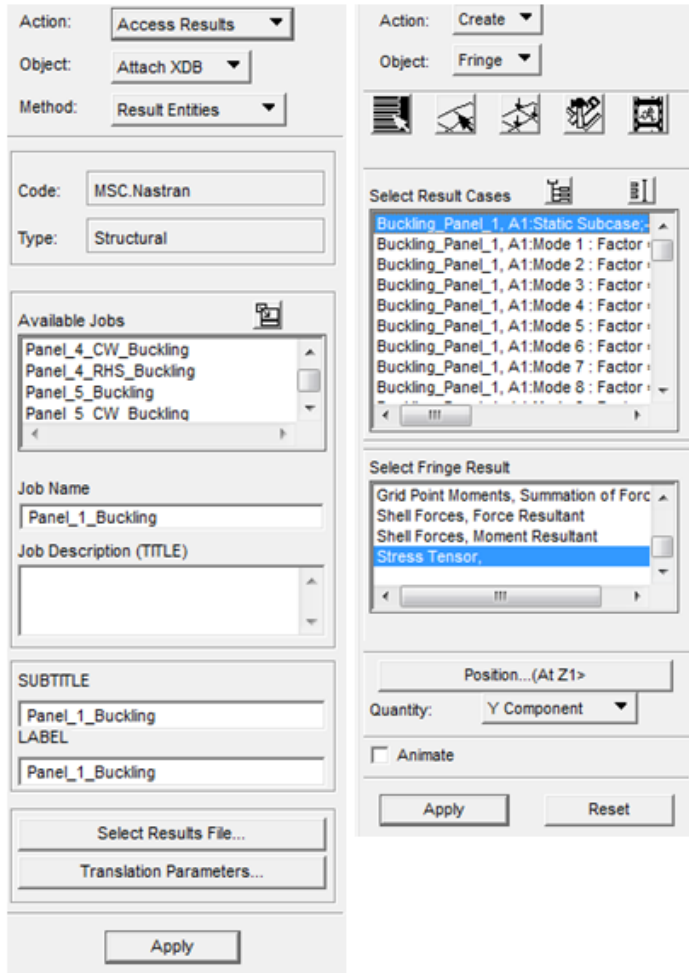 Action: Access Results
Object: Attach XDB
Method: Result Entities
Code: MSC.Nastran
Type: Structural
Available Jobs
Panel_4_CW_Buckling
Panel_4_RHS_Buckling
Panel_5_Buckling
Panel_5_CW_Buckling
Job Name
Panel_1_Buckling
Job Description (TITLE)
SUBTITLE
Panel_1_Buckling
LABEL
Panel_1_Buckling
Select Results File...
Translation Parameters...
Apply
Action: Create
Object: Fringe
Select Result Cases
Buckling_Panel_1, A1:Static Subcase;-
Buckling_Panel_1, A1:Mode 1 : Factor
Buckling_Panel_1, A1:Mode 2 : Factor
Buckling_Panel_1, A1:Mode 3 : Factor
Buckling_Panel_1, A1:Mode 4 : Factor
Buckling_Panel_1, A1:Mode 5 : Factor
Buckling_Panel_1, A1:Mode 6 : Factor
Buckling_Panel_1, A1:Mode 7 : Factor
Buckling_Panel_1, A1:Mode 8 : Factor
Select Fringe Result
Grid Point Moments, Summation of Forc
Shell Forces, Force Resultant
Shell Forces, Moment Resultant
Stress Tensor,
Position...(At Z1>
Quantity: Y Component
Animate
Apply Reset